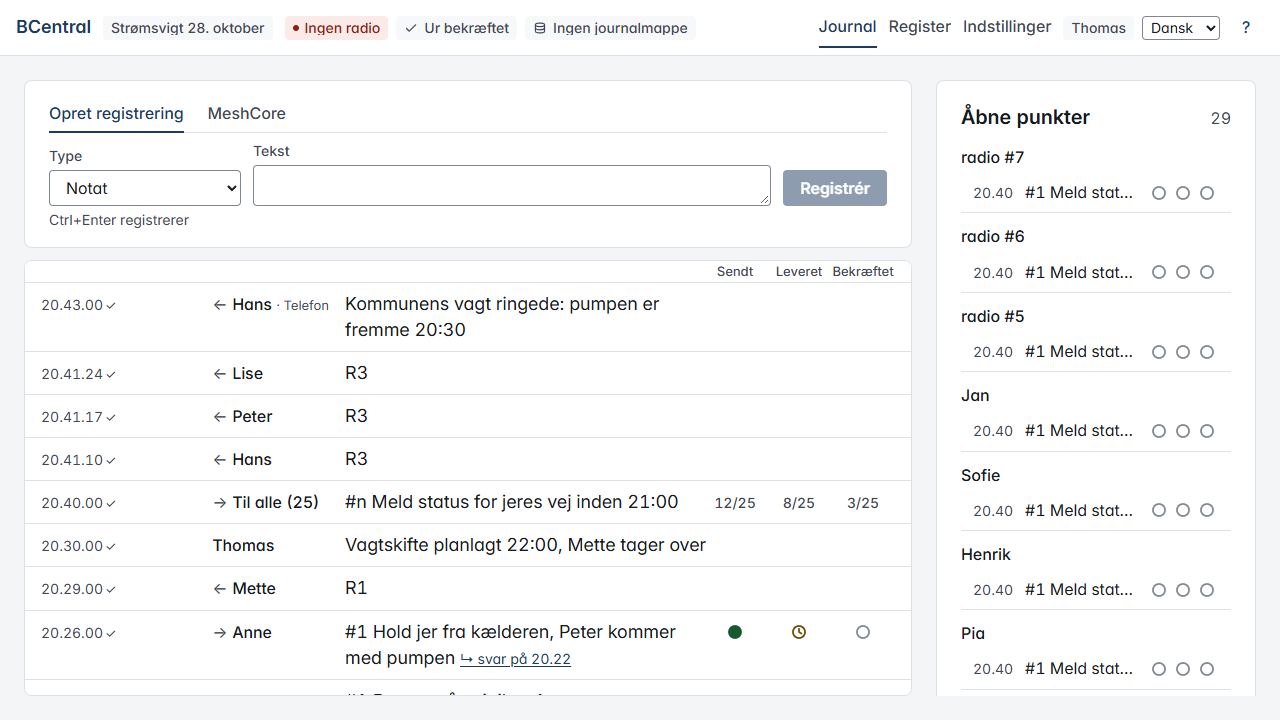 BCentral Strømsvigt 28. oktober Ingen radio Ur bekræftet Ingen journalmappe Journal Register Indstillinger Thomas Dansk ?
Opret registrering MeshCore
Type
Notat
Ctrl+Enter registrerer
Tekst
Registrér
Sendt Leveret Bekræftet
20.43.00 ✓ ← Hans · Telefon Kommunens vagt ringede: pumpen er
fremme 20:30
20.41.24 ✓ ← Lise R3
20.41.17 ✓ ← Peter R3
20.41.10 ✓ ← Hans R3
20.40.00 ✓ → Til alle (25) #n Meld status for jeres vej inden 21:00 12/25 8/25 3/25
20.30.00 ✓ Thomas Vagtskifte planlagt 22:00, Mette tager over
20.29.00 ✓ ← Mette R1
20.26.00 ✓ → Anne #1 Hold jer fra kælderen, Peter kommer
med pumpen ↳ svar på 20.22
Åbne punkter 29
radio #7
20.40 #1 Meld stat...
radio #6
20.40 #1 Meld stat...
radio #5
20.40 #1 Meld stat...
Jan
20.40 #1 Meld stat...
Sofie
20.40 #1 Meld stat...
Henrik
20.40 #1 Meld stat...
Pia
20.40 #1 Meld stat...